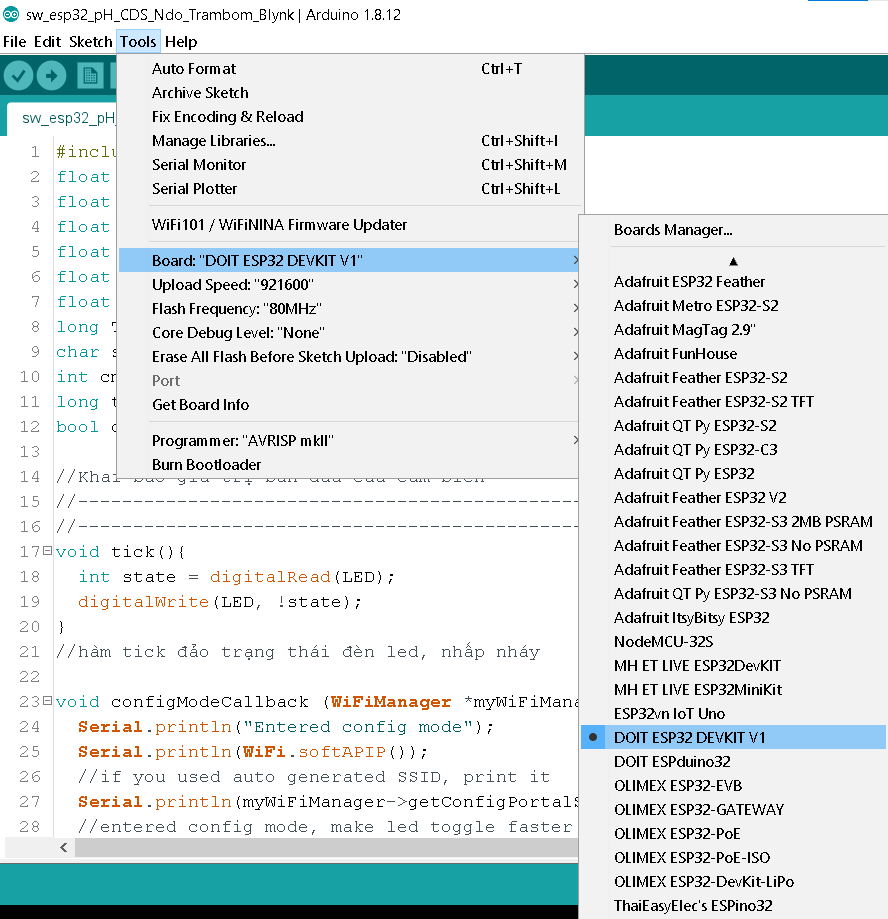 sw_esp32_pH_CDS_Ndo_Trambom_Blynk | Arduino 1.8.12
File Edit Sketch Tools Help
sw_esp32_pH_
Auto Format Ctrl+T
Archive Sketch
Fix Encoding & Reload
Manage Libraries... Ctrl+Shift+I
Serial Monitor Ctrl+Shift+M
Serial Plotter Ctrl+Shift+L
WiFi101 / WiFiNINA Firmware Updater
Board: "DOIT ESP32 DEVKIT V1"
Upload Speed: "921600"
Flash Frequency: "80MHz"
Core Debug Level: "None"
Erase All Flash Before Sketch Upload: "Disabled"
Port
Get Board Info
Programmer: "AVRISP mkII"
Burn Bootloader
Boards Manager...
Adafruit ESP32 Feather
Adafruit Metro ESP32-S2
Adafruit MagTag 2.9"
Adafruit FunHouse
Adafruit Feather ESP32-S2
Adafruit Feather ESP32-S2 TFT
Adafruit QT Py ESP32-S2
Adafruit QT Py ESP32-C3
Adafruit QT Py ESP32
Adafruit Feather ESP32 V2
Adafruit Feather ESP32-S3 2MB PSRAM
Adafruit Feather ESP32-S3 No PSRAM
Adafruit Feather ESP32-S3 TFT
Adafruit QT Py ESP32-S3 No PSRAM
Adafruit ItsyBitsy ESP32
NodeMCU-32S
MH ET LIVE ESP32DevKIT
MH ET LIVE ESP32MiniKit
ESP32vn IoT Uno
DOIT ESP32 DEVKIT V1
DOIT ESPduino32
OLIMEX ESP32-EVB
OLIMEX ESP32-GATEWAY
OLIMEX ESP32-PoE
OLIMEX ESP32-PoE-ISO
OLIMEX ESP32-DevKit-LiPo
ThaiEasyElec's ESPino32
1 #inclu
2 float
3 float
4 float
5 float
6 float
7 float
8 long
9 char s
10 int cn
11 long t
12 bool
13
14
15 //----------------------------------------------
16 //----------------------------------------------
17 void tick(){
18 int state = digitalRead(LED);
19 digitalWrite(LED, !state);
20 }
21 //hàm tick đảo trạng thái đèn led, nhấp nháy
22
23 void configModeCallback (WiFiManager *myWiFiMana
24 Serial.println("Entered config mode");
25 Serial.println(WiFi.softAPIP());
26 //if you used auto generated SSID, print it
27 Serial.println(myWiFiManager->getConfigPortalS
28 //entered config mode, make led toggle faster